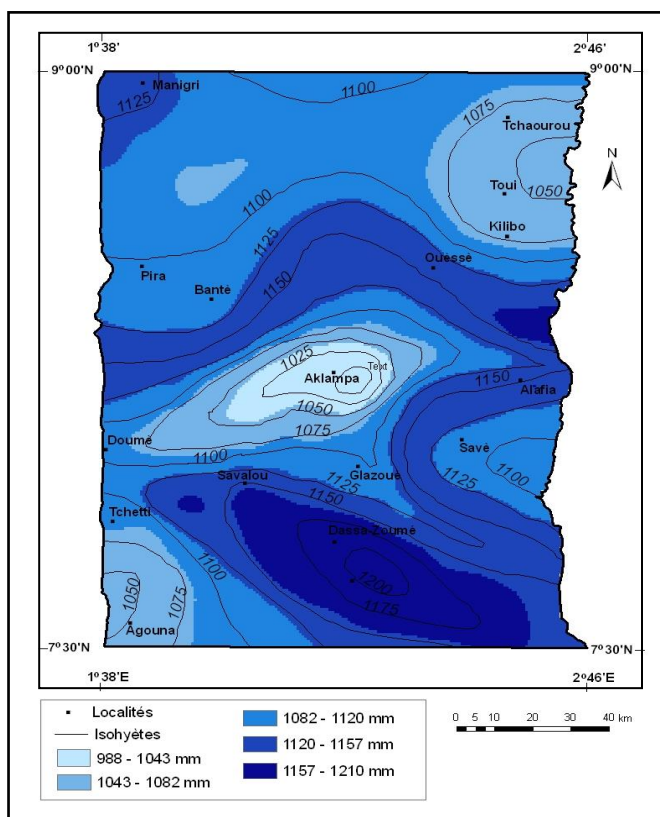 1°38' 2°46'
9°00'N 9°00'N
Manigri 1100
1125 1075
Tchaourou
N
1050
Toui
1100
Kilibo
1125
Ouessè
Pira
1150
Bantè
1025
Text
Aklampa
1150
Alafia
1050
1075
Doumè
1100
Savè
1100
Savalou Glazoué 1125
1125
1150
Tchetti
Dassa-Zoumè
1100
1050 1075
1200
1175
Agouna
7°30'N 7°30'N
1°38'E 2°46'E
Localités
Isohyètes
988 - 1043 mm
1043 - 1082 mm
1082 - 1120 mm
1120 - 1157 mm
1157 - 1210 mm
0 5 10 20 30 40 km